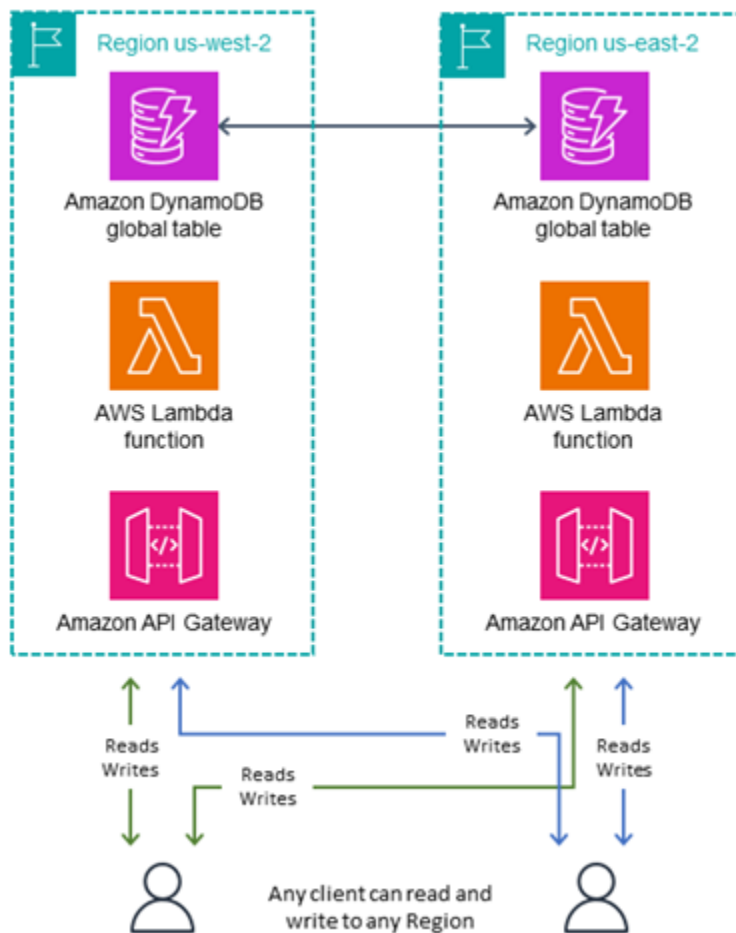 Region us-west-2
Region us-east-2
Amazon DynamoDB
global table
Amazon DynamoDB
global table
AWS Lambda
function
AWS Lambda
function
</>
</>
Amazon API Gateway
Amazon API Gateway
Reads
Writes
Reads
Writes
Reads
Writes
Reads
Writes
Any client can read and
write to any Region